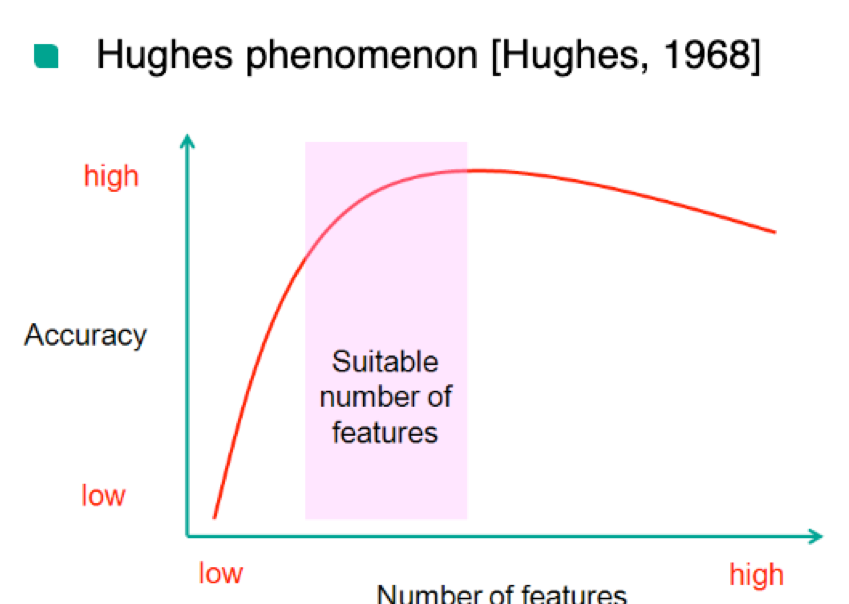 Hughes phenomenon [Hughes, 1968]
high
Accuracy
Suitable
number of
features
low
low
high
Number of features